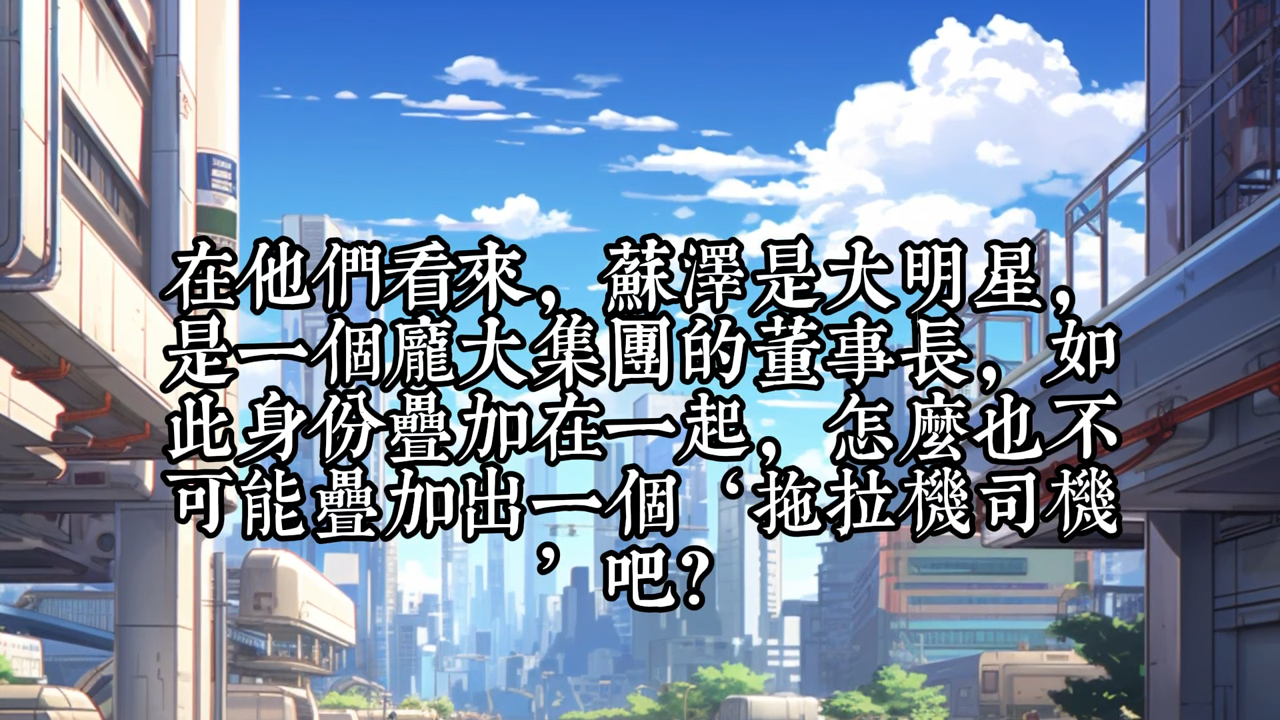 在他們看來，蘇澤是大明星，
是一個龐大集團的董事長，如
此身份疊加在一起，怎麼也不
可能疊加出一個‘拖拉機司機
’吧？